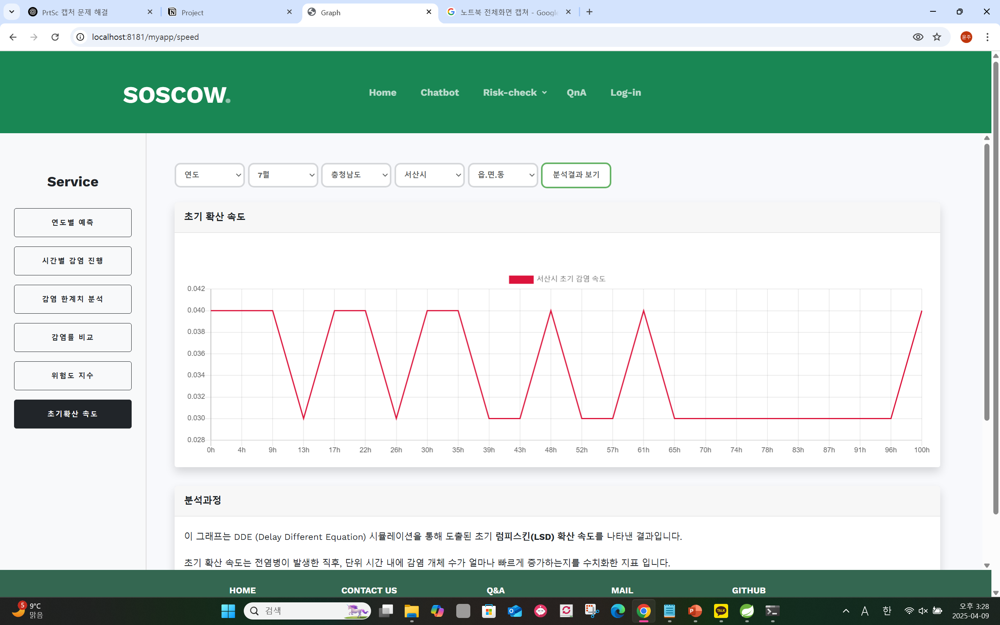 PrtSc 캡처 문제 해결
Project
Graph
노트북 전체화면 캡쳐 - Google
localhost:8181/myapp/speed
윤주
SOSCOW.
Home Chatbot Risk-check QnA Log-in
Service
연도별 예측
시간별 감염 진행
감염 한계치 분석
감염률 비교
위험도 지수
초기확산 속도
연도 7월 충청남도 서산시 읍.면.동 분석결과 보기
초기 확산 속도
서산시 초기 감염 속도
0.042
0.040
0.038
0.036
0.034
0.032
0.030
0.028
0h 4h 9h 13h 17h 22h 26h 30h 35h 39h 43h 48h 52h 57h 61h 65h 70h 74h 78h 83h 87h 91h 96h 100h
분석과정
이 그래프는 DDE (Delay Different Equation) 시뮬레이션을 통해 도출된 초기 럼피스킨(LSD) 확산 속도를 나타낸 결과입니다.
초기 확산 속도는 전염병이 발생한 직후, 단위 시간 내에 감염 개체 수가 얼마나 빠르게 증가하는지를 수치화한 지표 입니다.
HOME CONTACT US Q&A MAIL GITHUB
5
9°C
맑음
검색
TALK
A
한
오후 3:28
2025-04-09